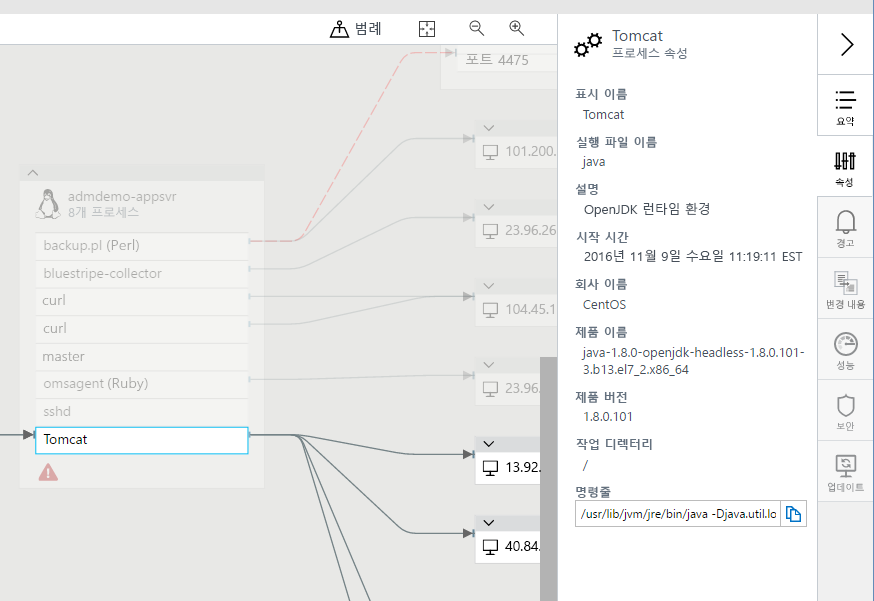 범례
포트 4475
101.200.
23.96.26
104.45.1
23.96.
13.92.
40.84.
admdemo-appsvr
8개 프로세스
backup.pl (Perl)
bluestripe-collector
curl
curl
master
omsagent (Ruby)
sshd
Tomcat
Tomcat
프로세스 속성
표시 이름
Tomcat
실행 파일 이름
java
설명
OpenJDK 런타임 환경
시작 시간
2016년 11월 9일 수요일 11:19:11 EST
회사 이름
CentOS
제품 이름
java-1.8.0-openjdk-headless-1.8.0.101-
3.b13.el7_2.x86_64
제품 버전
1.8.0.101
작업 디렉터리
/
명령줄
/usr/lib/jvm/jre/bin/java -Djava.util.lo
요약
속성
경고
변경 내용
성능
보안
업데이트